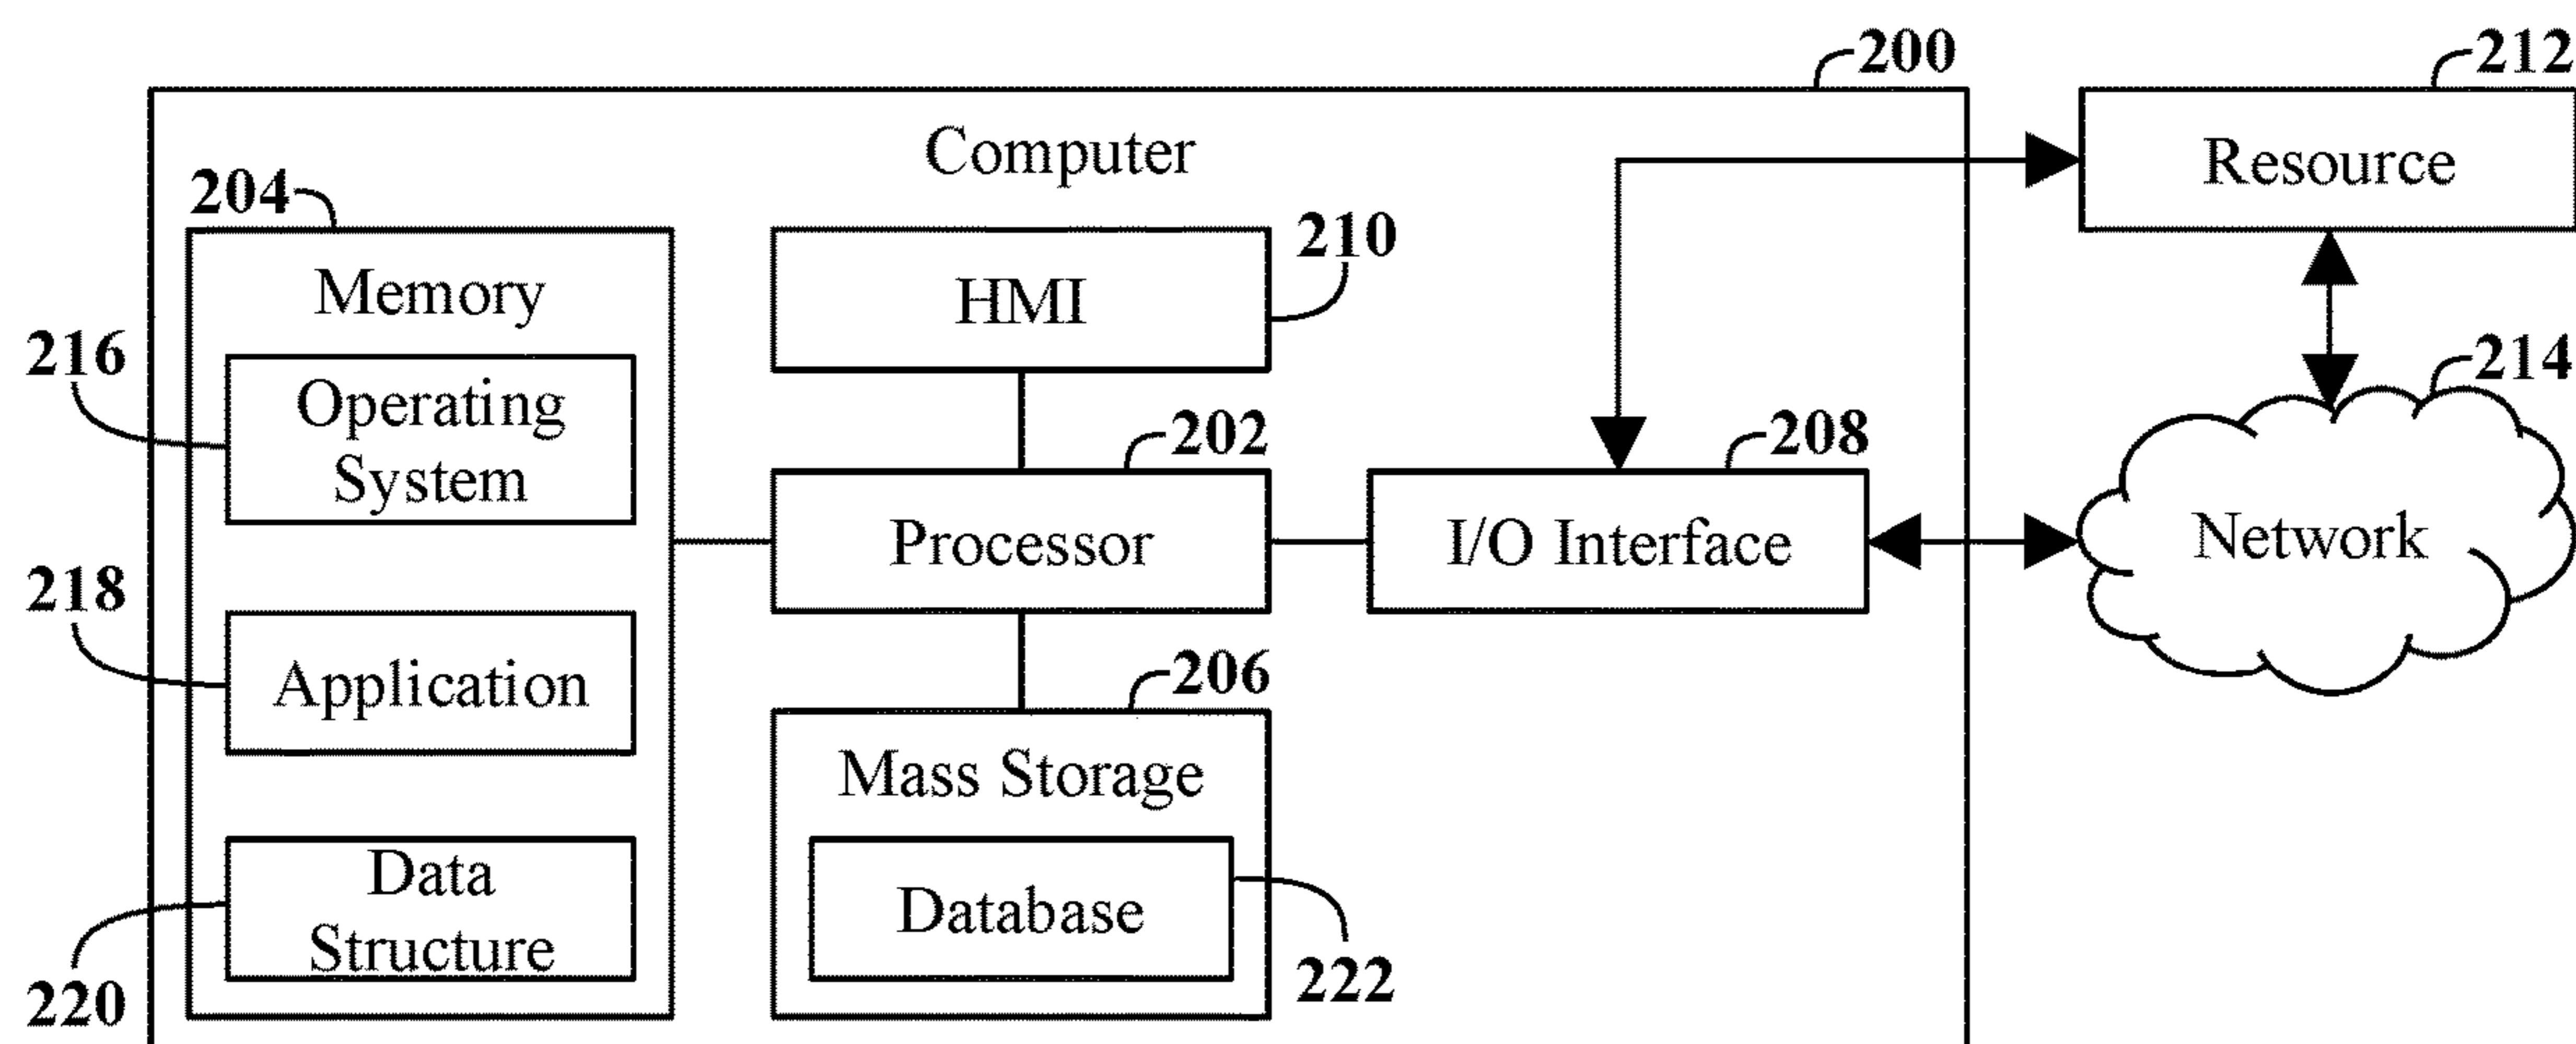 200
212
Computer
Resource
204
210
Memory
HMI
216
214
Operating
System
202
208
Processor
I/O Interface
Network
218
Application
206
Mass Storage
Data
Structure
Database
220
222